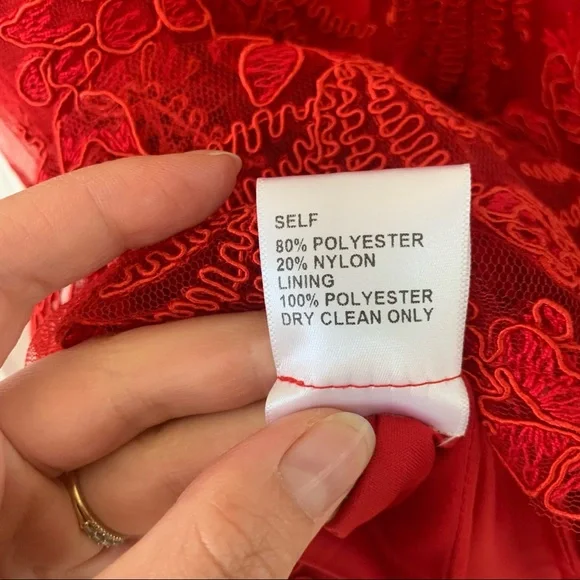 SELF
80% POLYESTER
20% NYLON
LINING
100% POLYESTER
DRY CLEAN ONLY